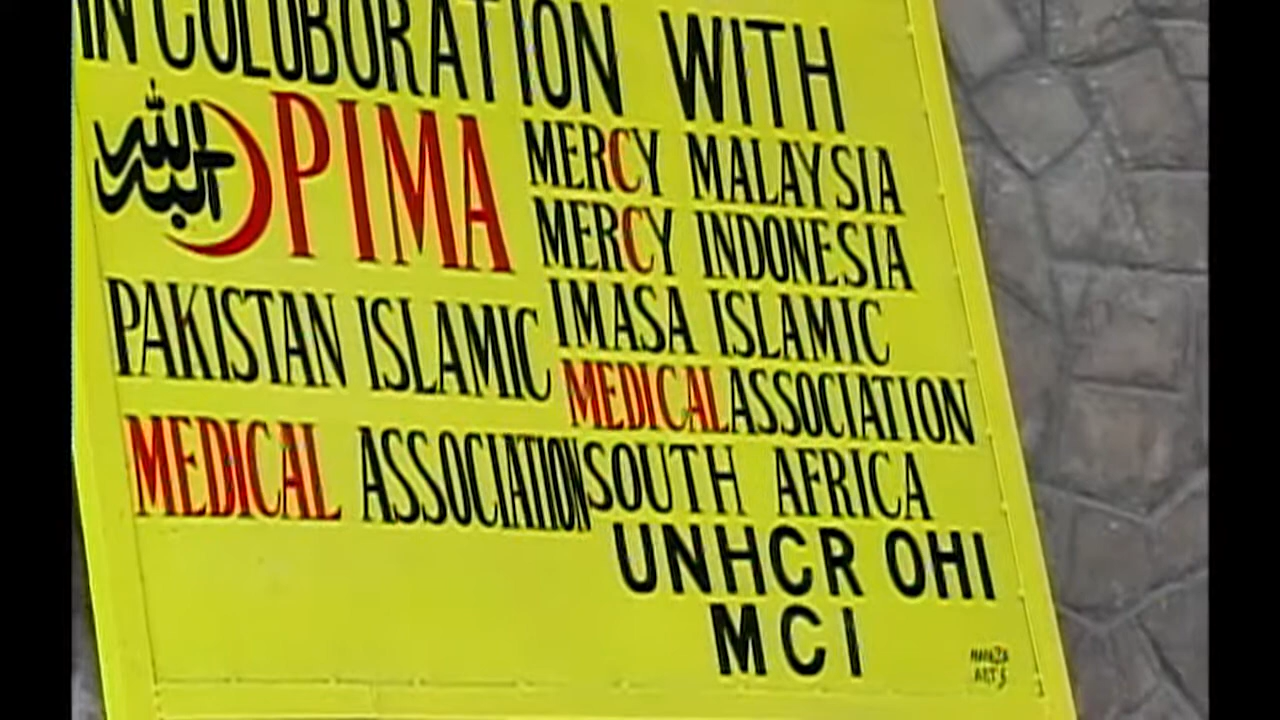 IN COLOBORATION WITH
PIMA
PAKISTAN ISLAMIC
MEDICAL ASSOCIATION
MERCY MALAYSIA
MERCY INDONESIA
IMASA ISLAMIC
MEDICAL ASSOCIATION
SOUTH AFRICA
UNHCR OHI
MCI
ARTS